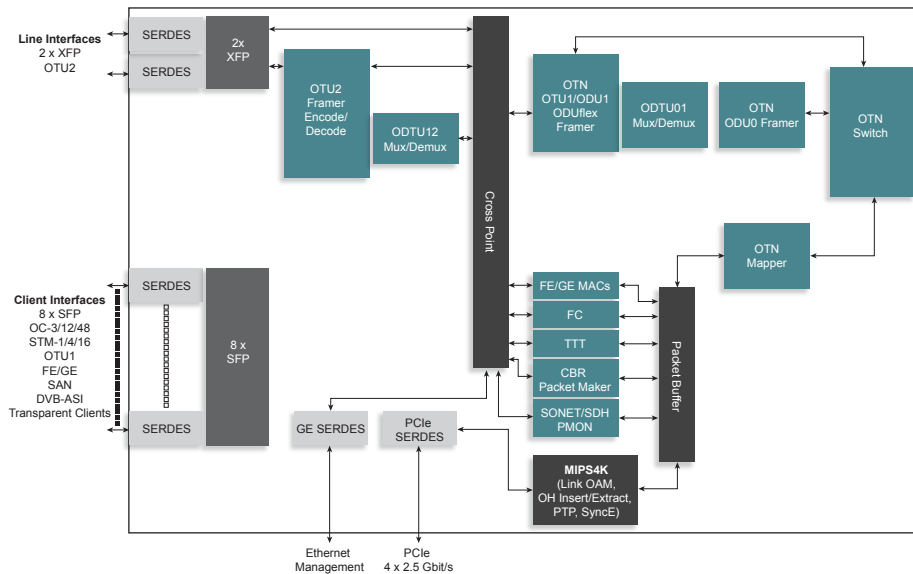 Line Interfaces
2 x XFP
OTU2
SERDES
SERDES
2x
XFP
OTU2
Framer
Encode/
Decode
ODTU12
Mux/Demux
Cross Point
OTN
OTU1/ODU1
ODUflex
Framer
ODTU01
Mux/Demux
OTN
ODU0 Framer
OTN
Switch
OTN
Mapper
Client Interfaces
8 x SFP
OC-3/12/48
STM-1/4/16
OTU1
FE/GE
SAN
DVB-ASI
Transparent Clients
SERDES
SERDES
8 x
SFP
FE/GE MACs
FC
TTT
CBR
Packet Maker
SONET/SDH
PMON
Packet Buffer
GE SERDES
PCIe
SERDES
MIPS4K
(Link OAM,
OH Insert/Extract,
PTP, SyncE)
Ethernet
Management
PCIe
4 x 2.5 Gbit/s